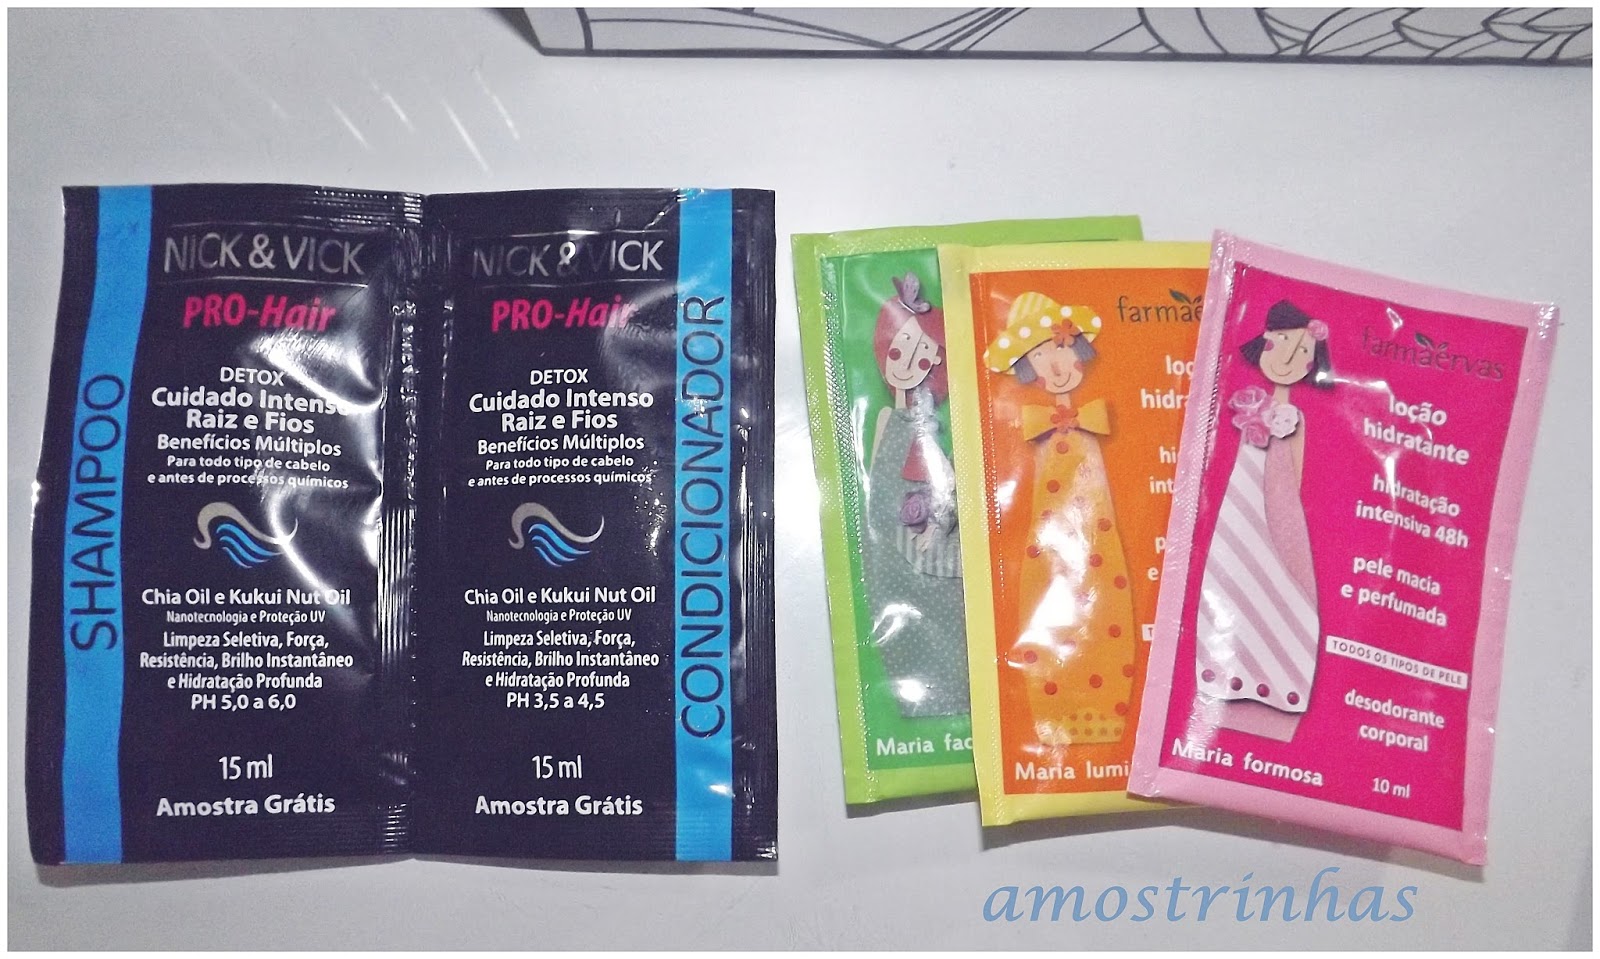 SHAMPOO
NICK & VICK
PRO-Hair
DETOX
Cuidado Intenso
Raiz e Fios
Benefícios Múltiplos
Para todo tipo de cabelo
e antes de processos químicos
Chia Oil e Kukui Nut Oil
Nanotecnologia e Proteção UV
Limpeza Seletiva, Força,
Resistência, Brilho Instantâneo
e Hidratação Profunda
PH 5,0 a 6,0
15 ml
Amostra Grátis
NICK & VICK
PRO-Hair
DETOX
Cuidado Intenso
Raiz e Fios
Benefícios Múltiplos
Para todo tipo de cabelo
e antes de processos químicos
Chia Oil e Kukui Nut Oil
Nanotecnologia e Proteção UV
Limpeza Seletiva, Força,
Resistência, Brilho Instantâneo
e Hidratação Profunda
PH 3,5 a 4,5
15 ml
Amostra Grátis
CONDICIONADOR
Maria
farmae
Maria lumi
farmaervas
loção
hidratante
hidratação
intensiva 48h
pele macia
e perfumada
TODOS OS TIPOS DE PELE
desodorante
corporal
Maria formosa
10 ml
amostrinhas